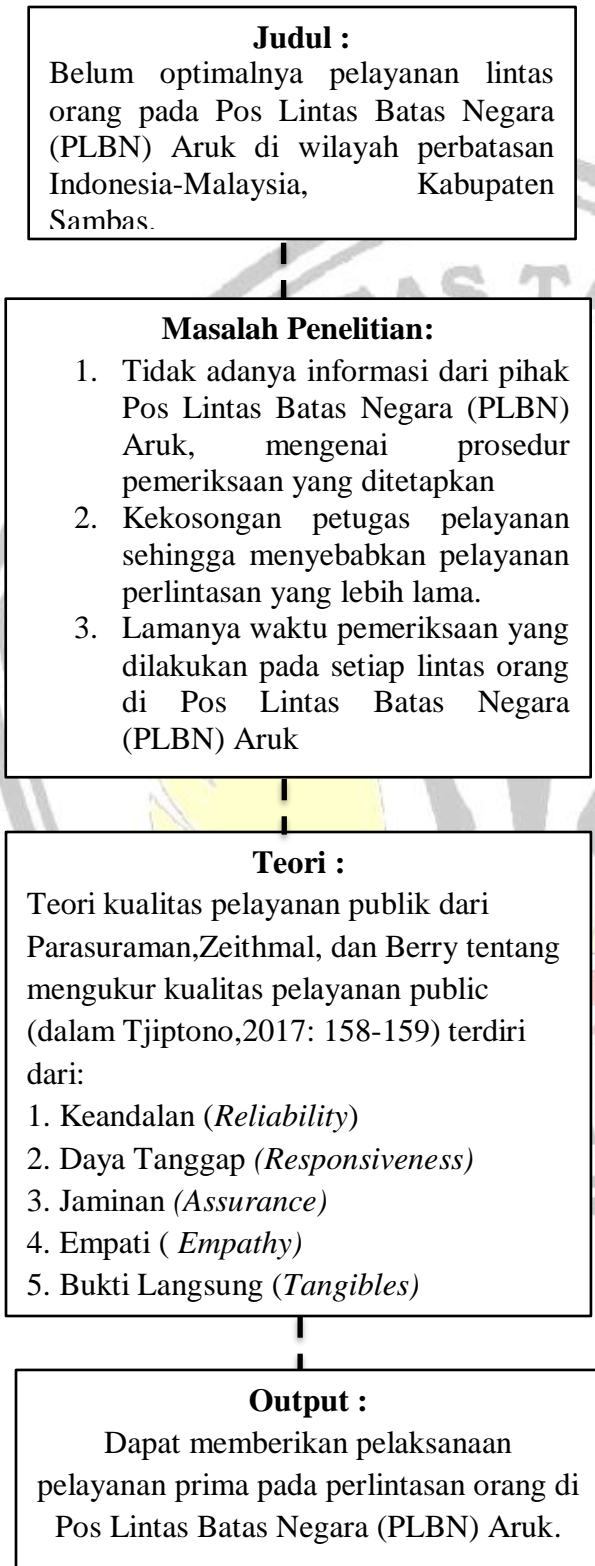 Judul :
Belum optimalnya pelayanan lintas
orang pada Pos Lintas Batas Negara
(PLBN) Aruk di wilayah perbatasan
Indonesia-Malaysia, Kabupaten
Sambas.
Masalah Penelitian:
1. Tidak adanya informasi dari pihak
Pos Lintas Batas Negara (PLBN)
Aruk, mengenai prosedur
pemeriksaan yang ditetapkan
2. Kekosongan petugas pelayanan
sehingga menyebabkan pelayanan
perlintasan yang lebih lama.
3. Lamanya waktu pemeriksaan yang
dilakukan pada setiap lintas orang
di Pos Lintas Batas Negara
(PLBN) Aruk
Teori :
Teori kualitas pelayanan publik dari
Parasuraman,Zeithmal, dan Berry tentang
mengukur kualitas pelayanan public
(dalam Tjiptono,2017: 158-159) terdiri
dari:
1. Keandalan (Reliability)
2. Daya Tanggap (Responsiveness)
3. Jaminan (Assurance)
4. Empati ( Empathy)
5. Bukti Langsung (Tangibles)
Output :
Dapat memberikan pelaksanaan
pelayanan prima pada perlintasan orang di
Pos Lintas Batas Negara (PLBN) Aruk.